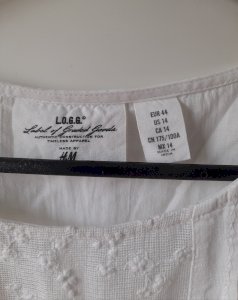 L.O.G.G.®
Label of Graded Goods
AUTHENTIC CONSTRUCTION FOR
TIMELESS APPAREL
MADE BY
H&M
EUR 44
US 14
CA 14
CN 175/100A
MX 14